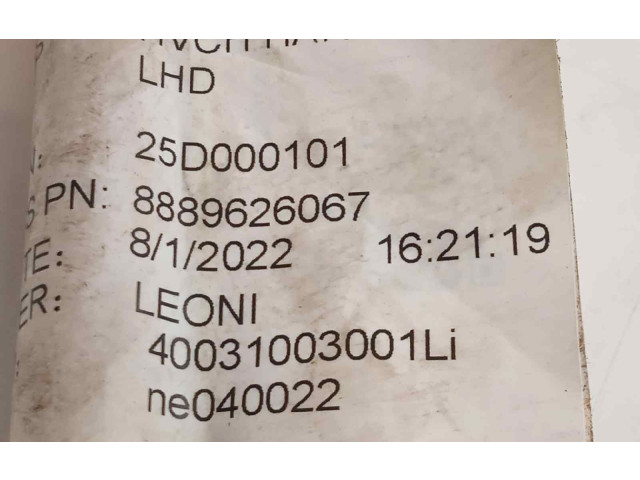 LHD
25D000101
PN: 8889626067
TE: 8/1/2022 16:21:19
ER: LEONI
40031003001Li
ne040022